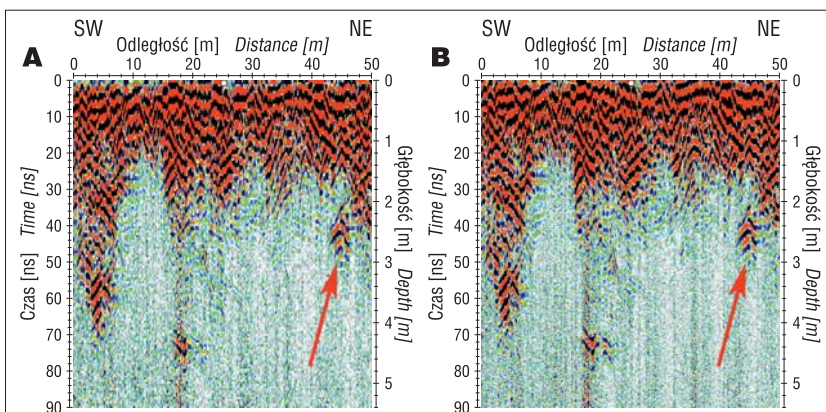 SW NE
A Odległość [m] Distance [m]
0 10 20 30 40 50
0 10 20 30 40 50 60 70 80 90
Czas [ns] Time [ns]
0 1 2 3 4 5
Głębokość [m] Depth [m]
SW NE
B Odległość [m] Distance [m]
0 10 20 30 40 50
0 10 20 30 40 50 60 70 80 90
Czas [ns] Time [ns]
0 1 2 3 4 5
Głębokość [m] Depth [m]